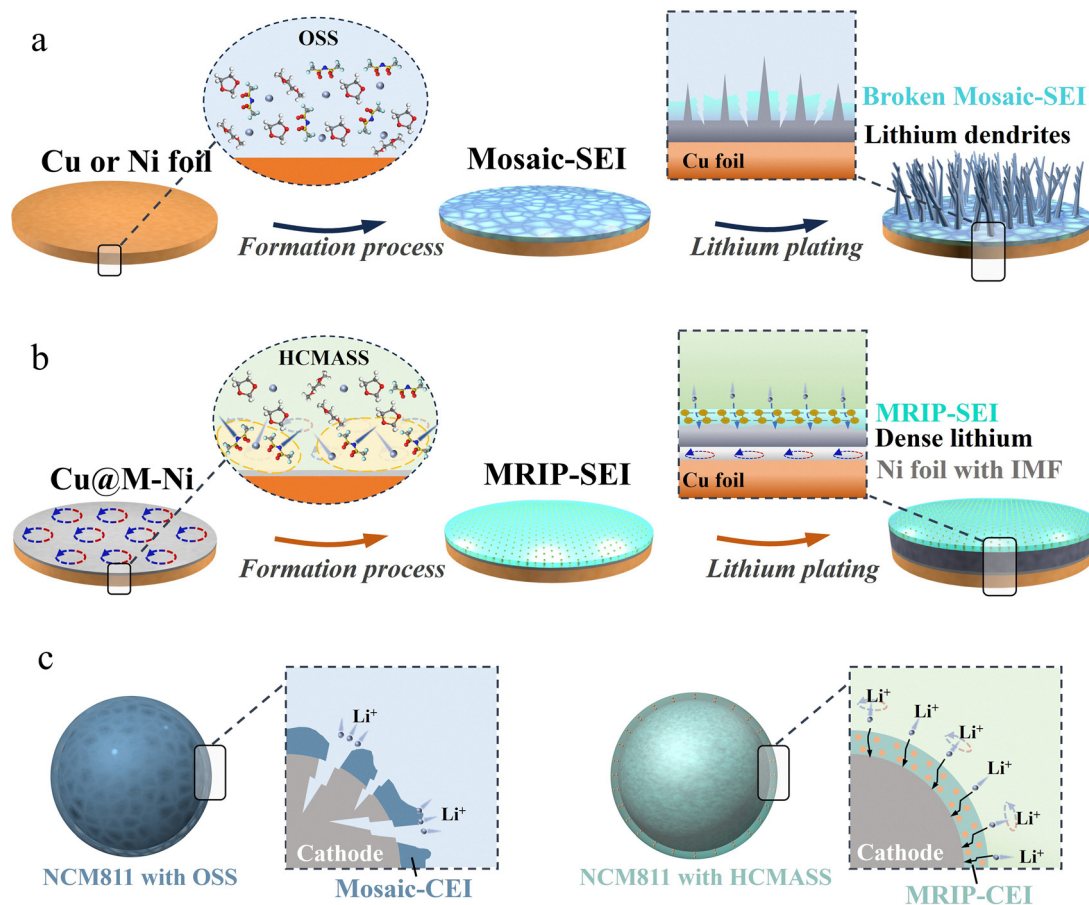 a
OSS
Cu or Ni foil
Formation process
Mosaic-SEI
Lithium plating
Cu foil
Broken Mosaic-SEI
Lithium dendrites
b
HCMASS
Cu@M-Ni
Formation process
MRIP-SEI
Lithium plating
Cu foil
MRIP-SEI
Dense lithium
Ni foil with IMF
c
Li⁺
Li⁺
Cathode
Mosaic-CEI
NCM811 with OSS
Li⁺
Li⁺
Li⁺
Li⁺
Li⁺
Li⁺
Cathode
MRIP-CEI
NCM811 with HCMASS